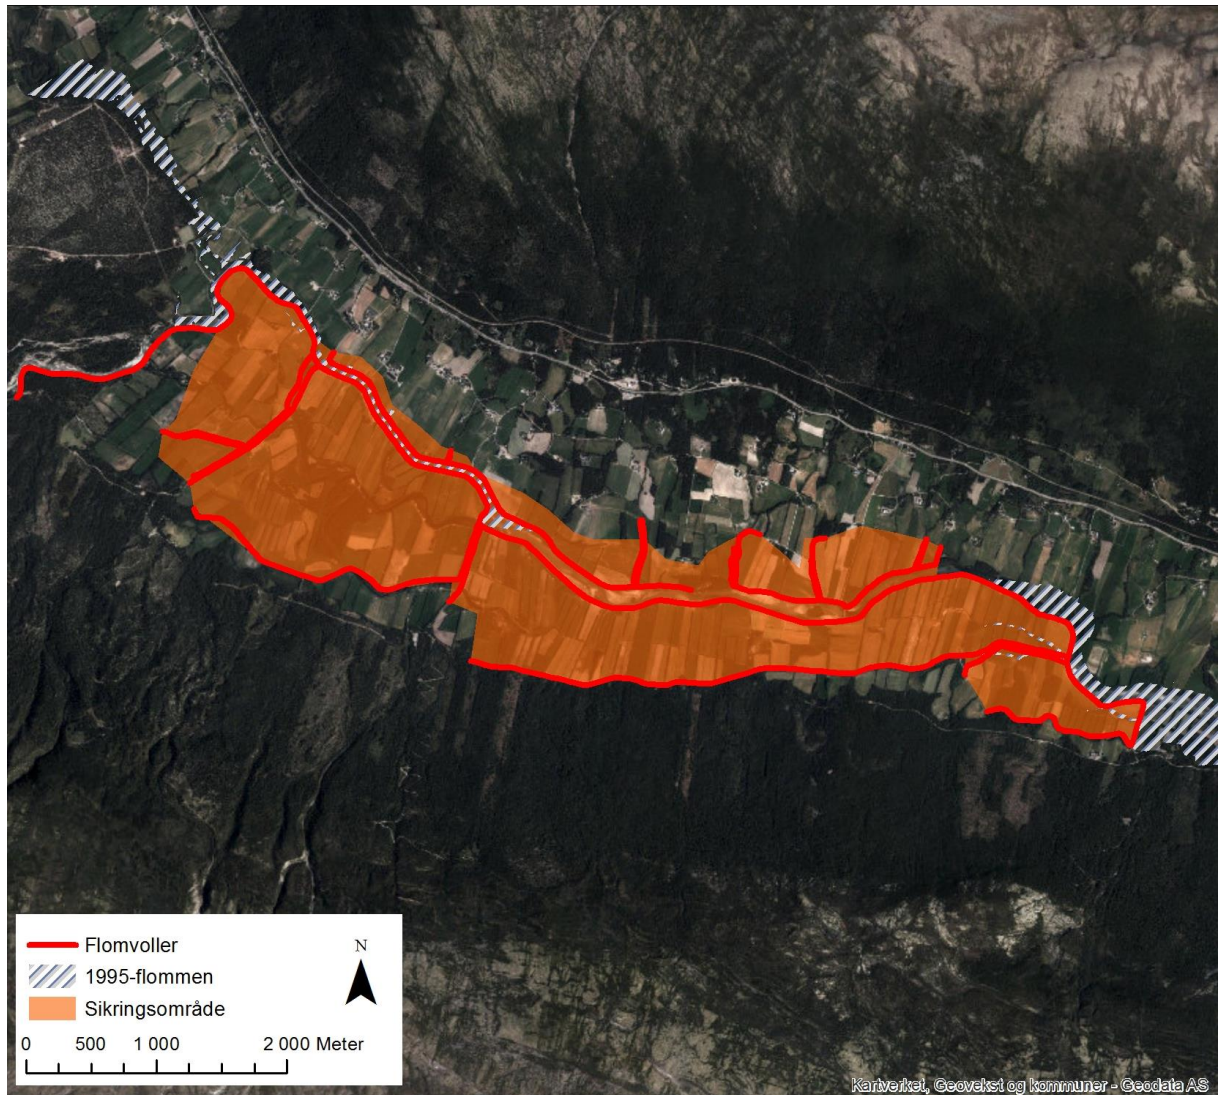 Flomvoller
N
1995-flommen
Sikringsområde
0 500 1 000 2 000 Meter
Kartverket, Geovekst og kommuner - Geodata AS